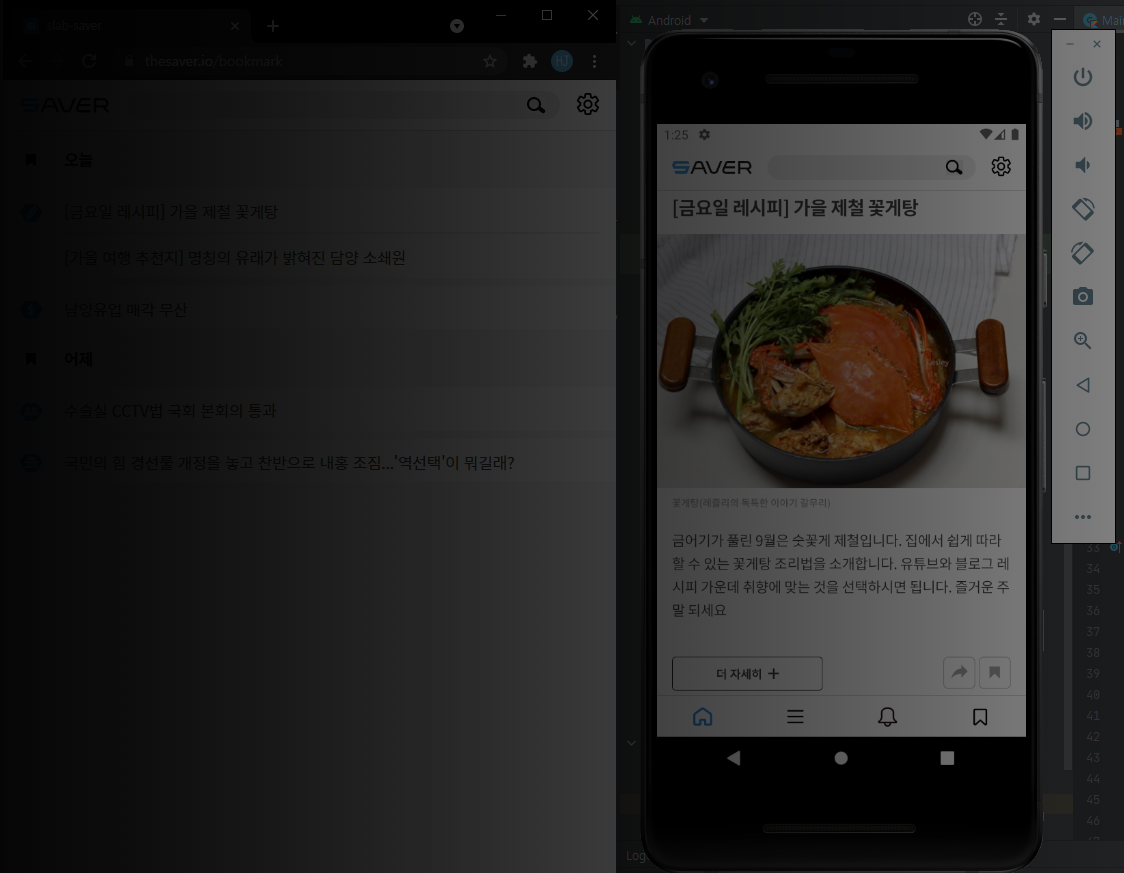 tlab-saver
thesaver.io/bookmark
HJ
SAVER
오늘
[금요일 레시피] 가을 제철 꽃게탕
[가을 여행 추천지] 명칭의 유래가 밝혀진 담양 소쇄원
남양유업 매각 무산
어제
수술실 CCTV법 국회 본회의 통과
국민의 힘 경선룰 개정을 놓고 찬반으로 내홍 조짐...'역선택'이 뭐길래?
Android
Main
1:25
SAVER
[금요일 레시피] 가을 제철 꽃게탕
Lesley
꽃게탕(레즐리의 독특한 이야기 갈무리)
금어기가 풀린 9월은 숫꽃게 제철입니다. 집에서 쉽게 따라
할 수 있는 꽃게탕 조리법을 소개합니다. 유튜브와 블로그 레
시피 가운데 취향에 맞는 것을 선택하시면 됩니다. 즐거운 주
말 되세요
더 자세히 +
33
34
35
36
37
38
39
40
41
42
43
44
45
46
Log